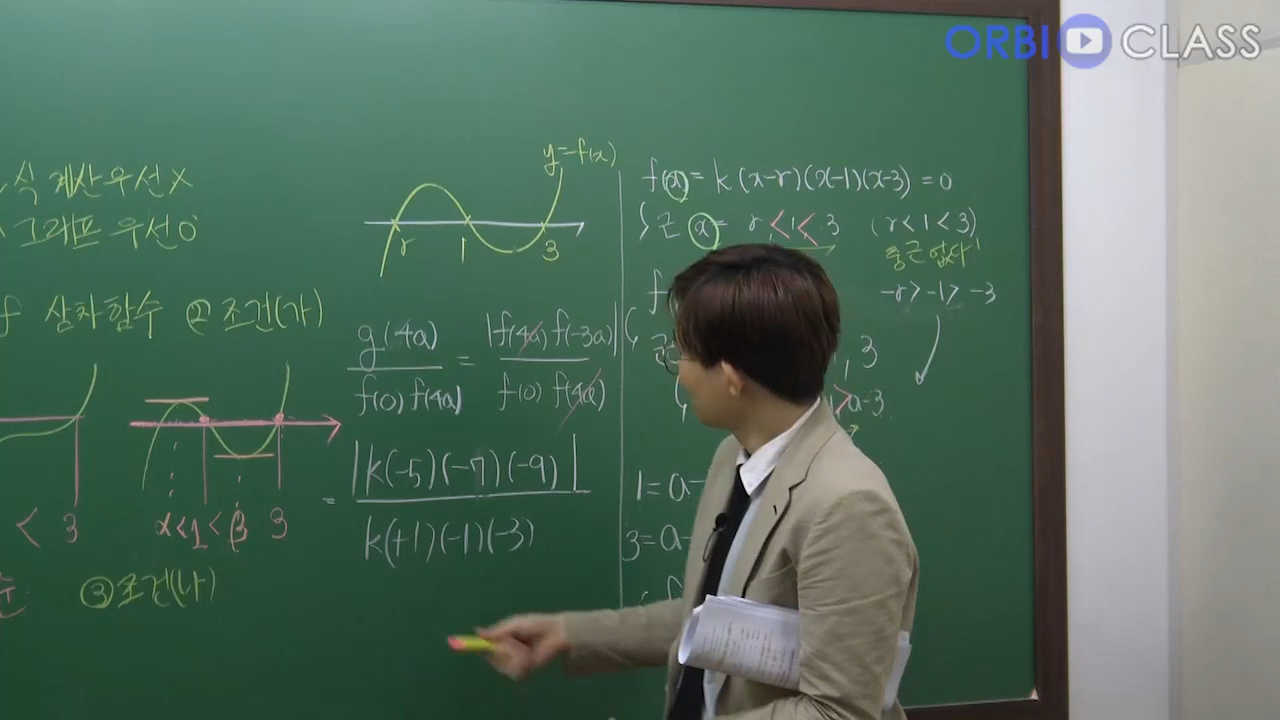 ORBI CLASS
식 계산 우선 X
그래프 우선 O
f 삼차함수 ② 조건(가)
< 3
α < 1 < β 3
③ 조건(나)
y=f(x)
r 1 3
g(4a) / f(0) f(4a) = |f(4a) f(-3a)| / f(0) f(4a)
= |k(-5)(-7)(-9)| / k(+1)(-1)(-3)
f(x) = k(x-r)(x-1)(x-3) = 0
근 x = r < 1 < 3 (r < 1 < 3)
중근 없다!
-r > -1 > -3
, 3
> a-3
1 = a-
3 = a-